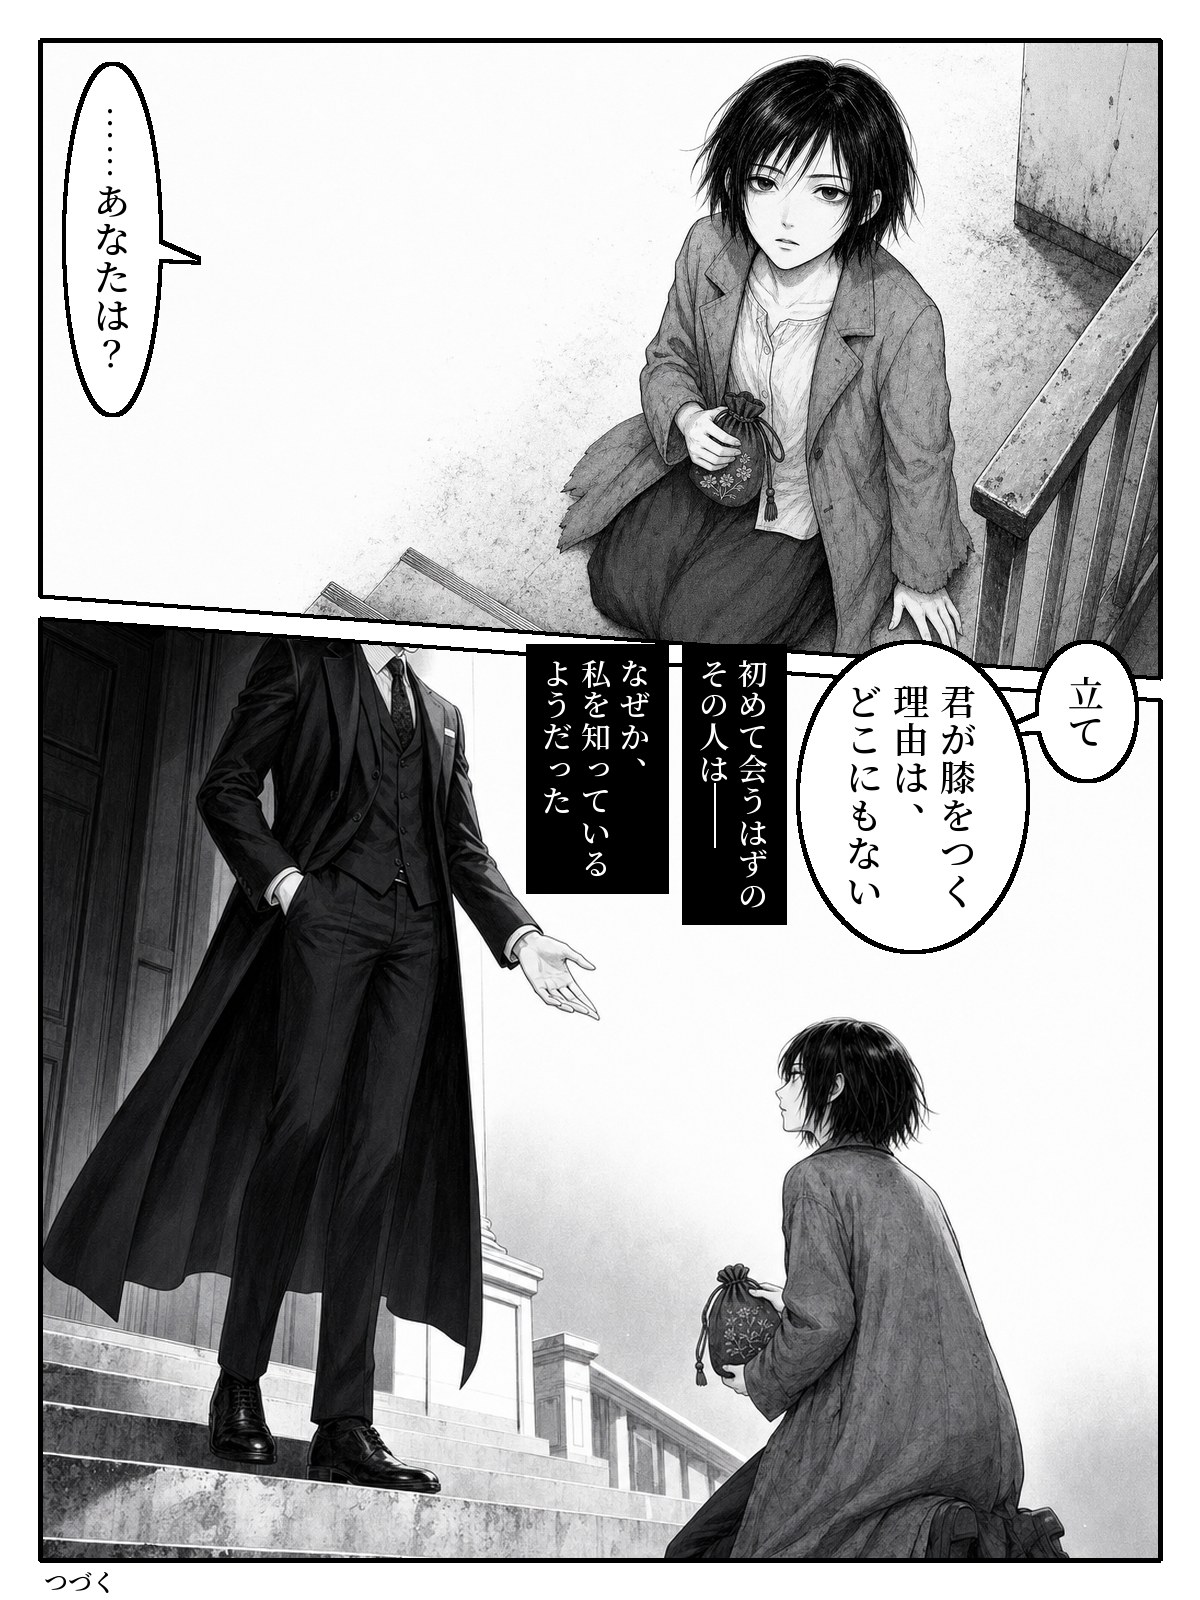 ……あなたは？
立て
君が膝をつく
理由は、
どこにもない
初めて会うはずの
その人は──
なぜか、
私を知っている
ようだった
つづく